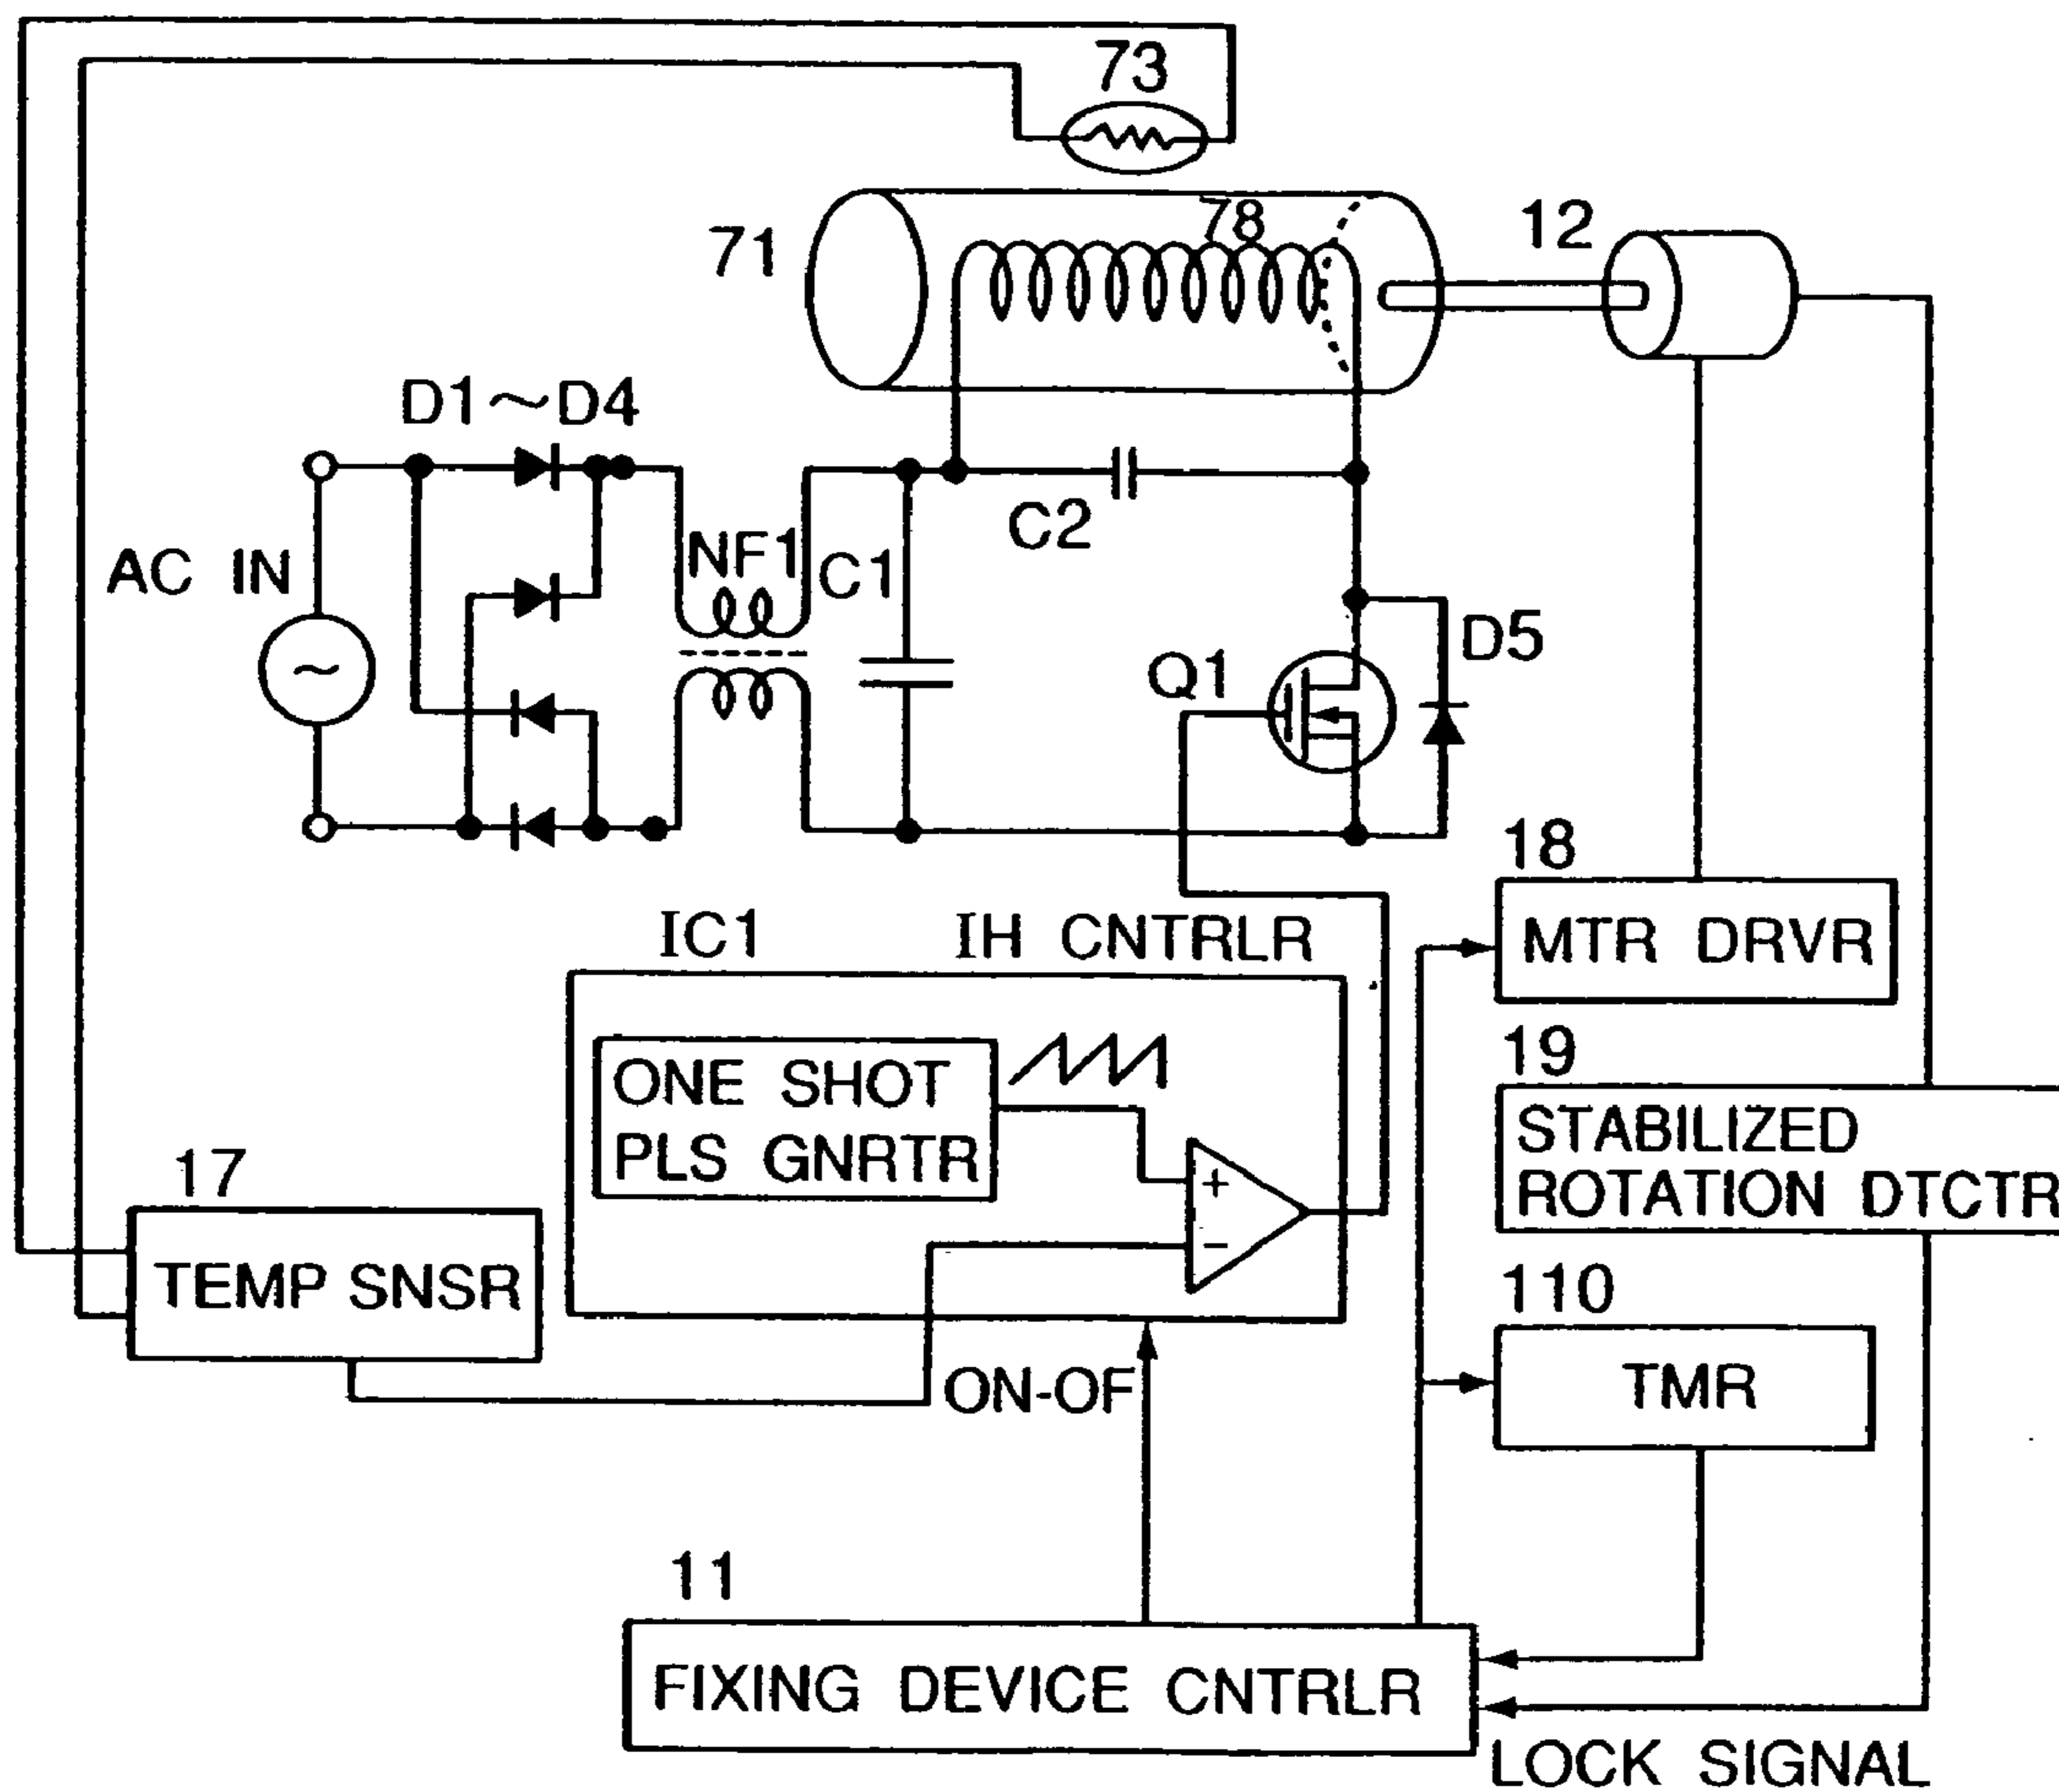 73
78
71
12
D1～D4
C2
NF1
C1
AC IN
D5
Q1
18
MTR DRVR
IC1 IH CNTRLR
19
ONE SHOT
PLS GNRTR
+
-
STABILIZED
ROTATION DTCTR
17
TEMP SNSR
110
TMR
ON-OF
11
FIXING DEVICE CNTRLR
LOCK SIGNAL